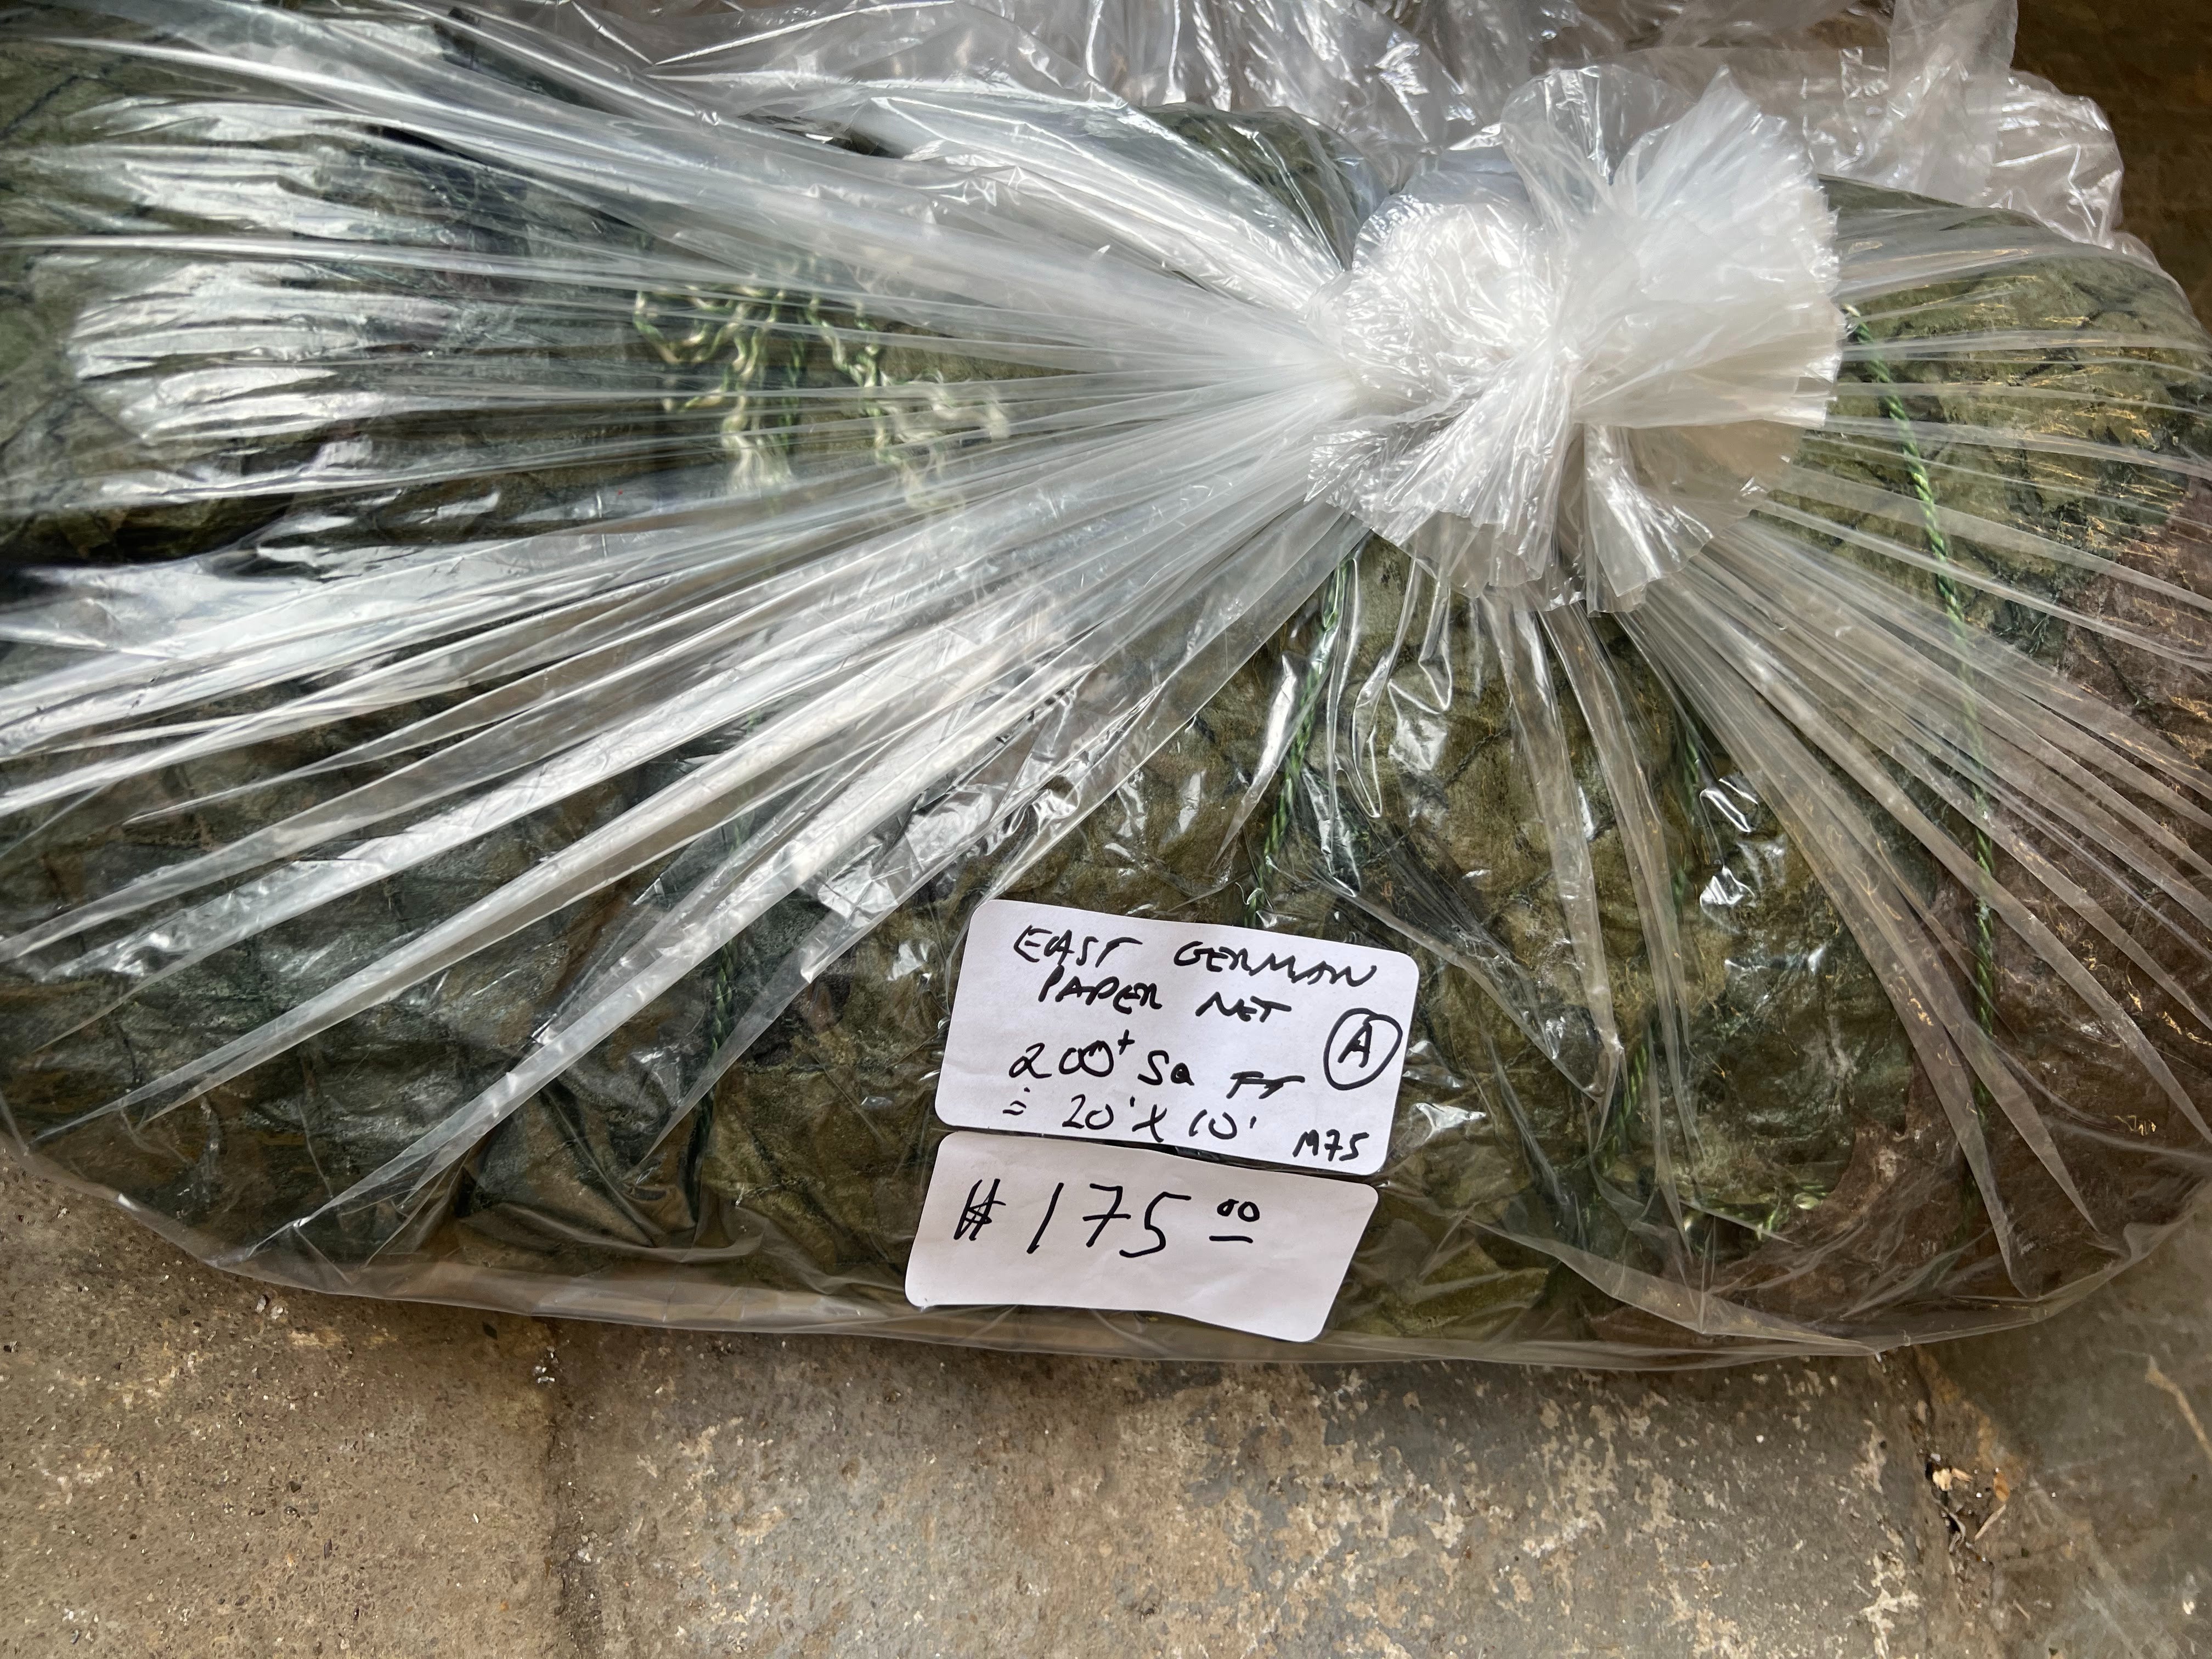 EAST GERMAN
PAPER NET
A
200+ SQ FT
≐ 20' X 10'
M75
$175.00